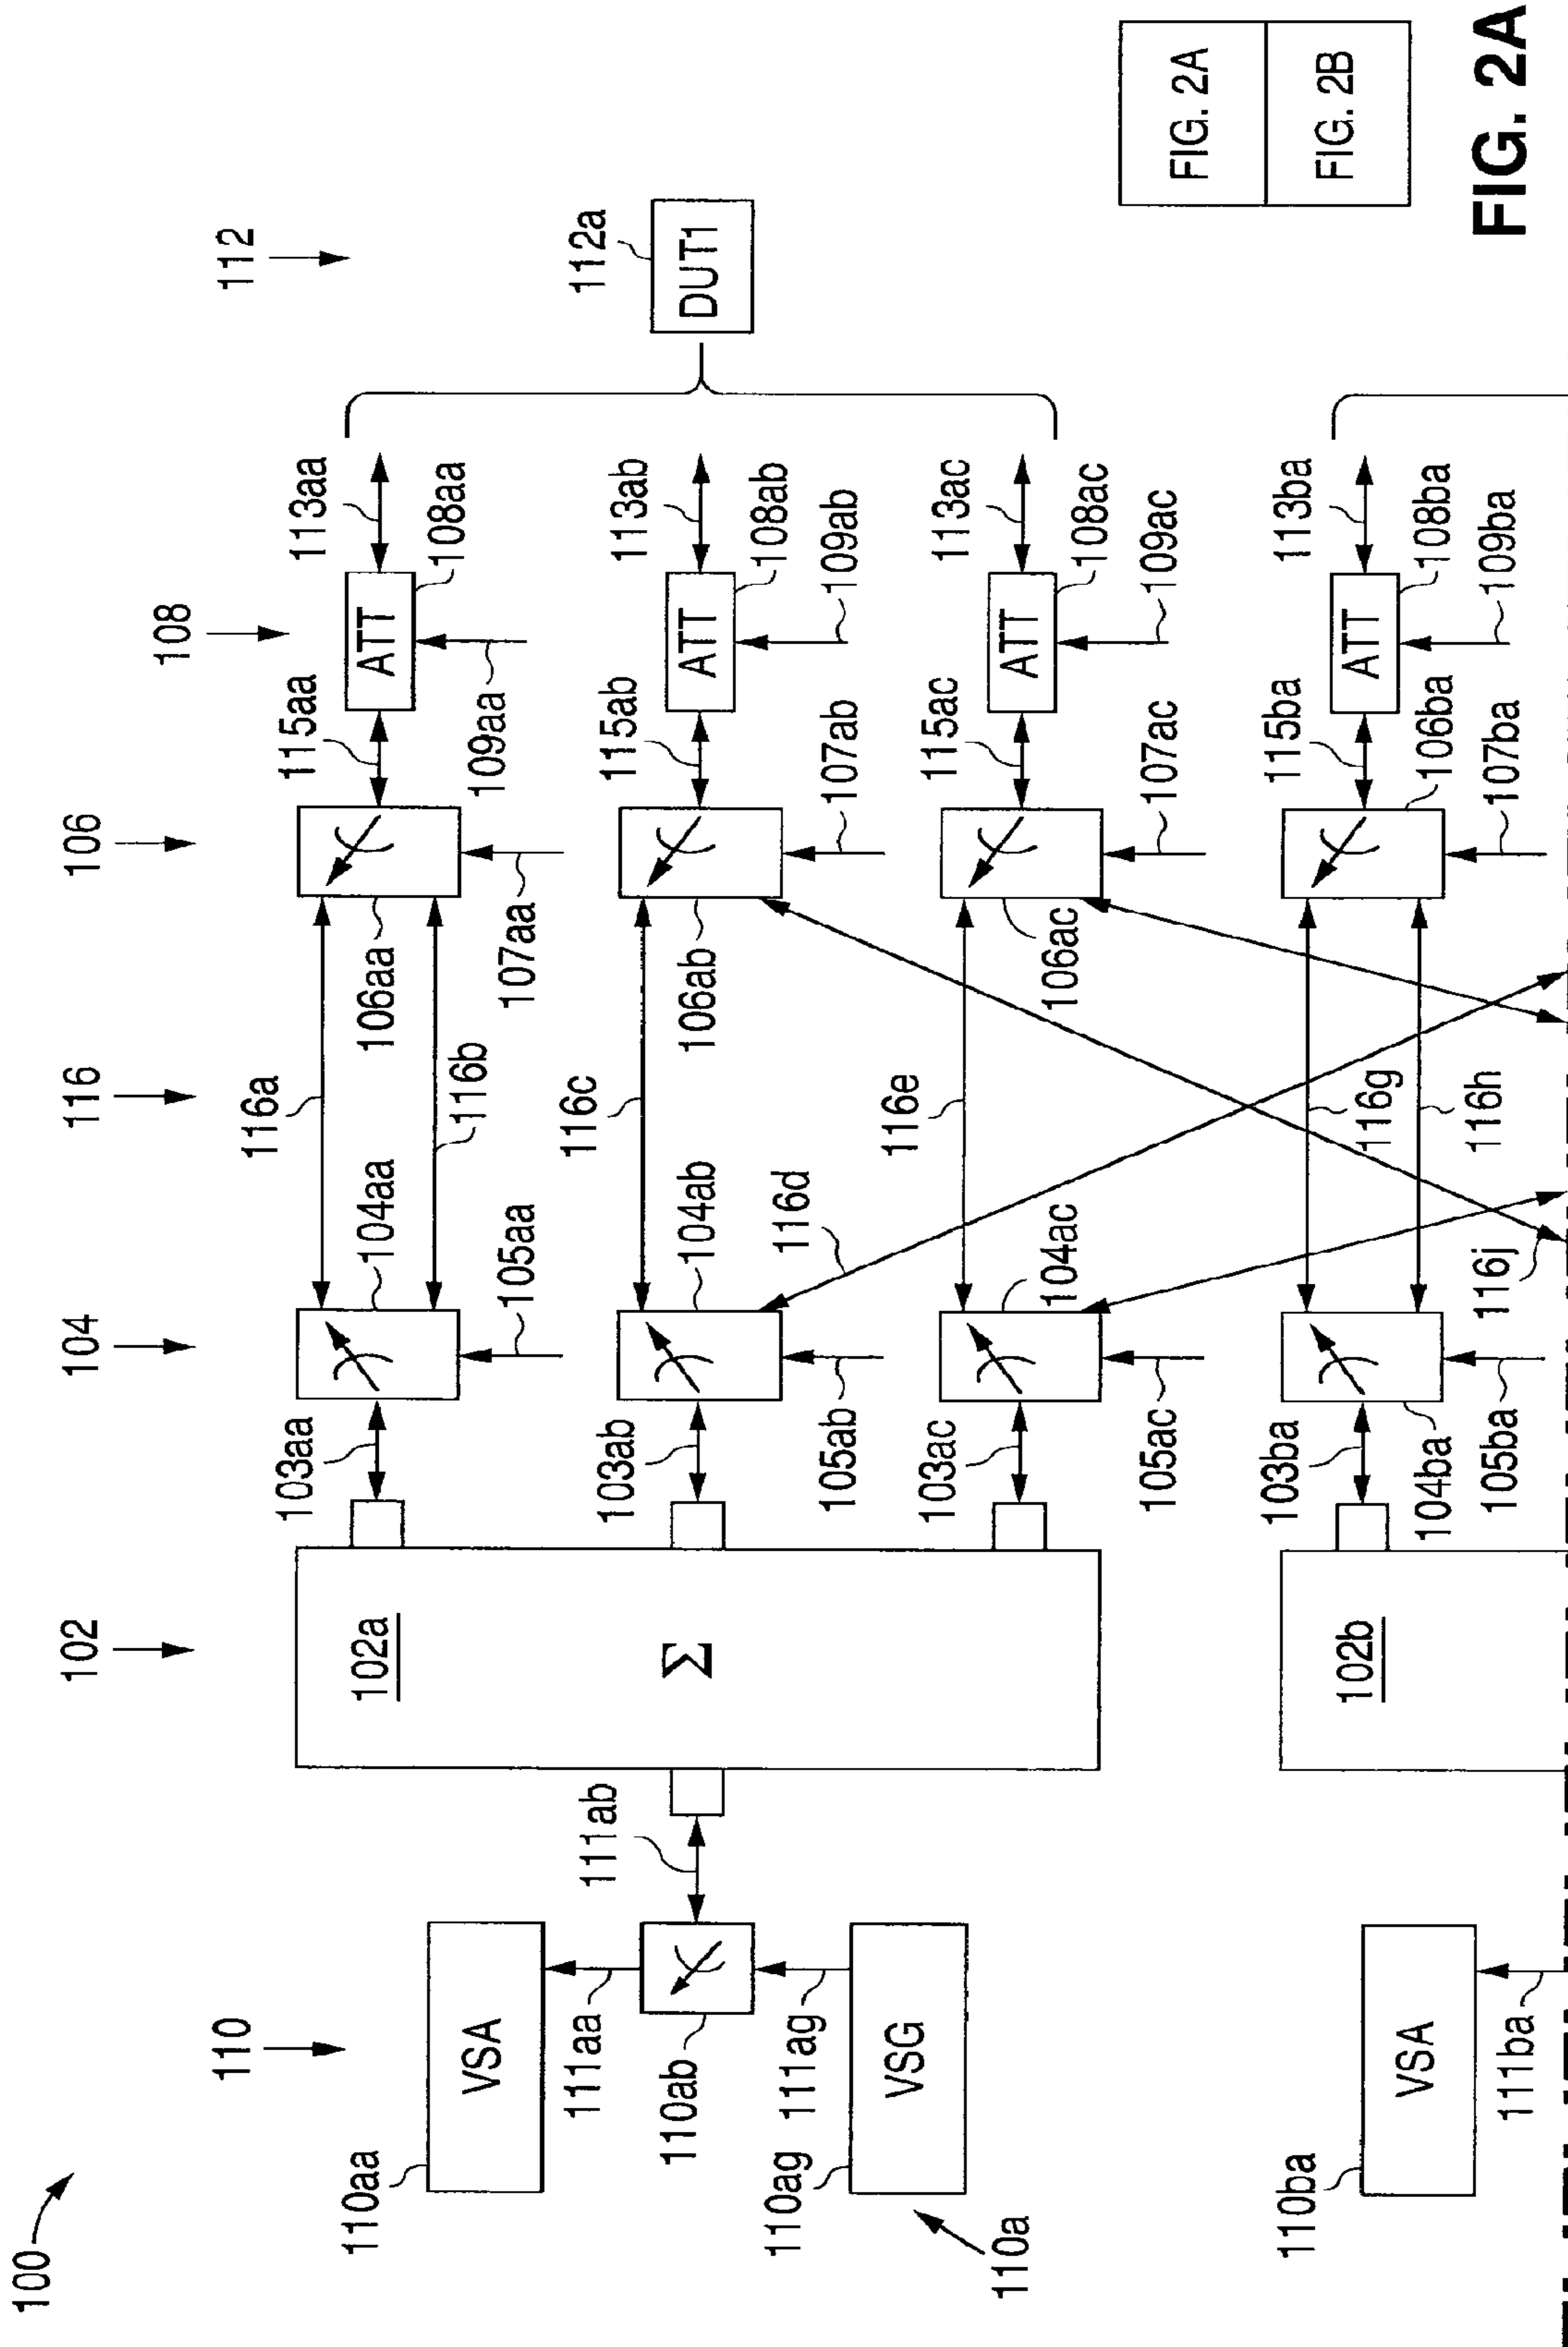 100
110
102
104
116
106
108
112
110aa
VSA
111aa
110ab
111ab
111ag
110ag
VSG
110a
102a
Σ
103aa
104aa
105aa
116a
116b
106aa
107aa
115aa
ATT
108aa
109aa
113aa
103ab
104ab
105ab
116c
116d
106ab
107ab
115ab
ATT
108ab
109ab
113ab
112a
DUT1
103ac
104ac
105ac
116e
106ac
107ac
115ac
ATT
108ac
109ac
113ac
110ba
VSA
111ba
102b
103ba
104ba
105ba
116j
116g
116h
106ba
107ba
115ba
ATT
108ba
109ba
113ba
FIG. 2A
FIG. 2B
FIG. 2A